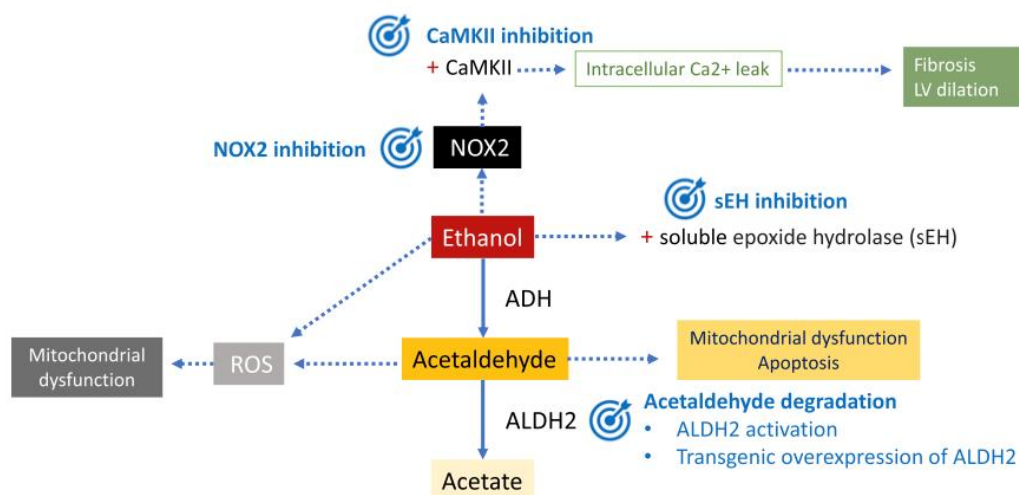 CaMKII inhibition
+ CaMKII
Intracellular Ca2+ leak
Fibrosis
LV dilation
NOX2 inhibition
NOX2
sEH inhibition
Ethanol
+ soluble epoxide hydrolase (sEH)
ADH
Mitochondrial
dysfunction
ROS
Acetaldehyde
Mitochondrial dysfunction
Apoptosis
ALDH2
Acetaldehyde degradation
• ALDH2 activation
• Transgenic overexpression of ALDH2
Acetate